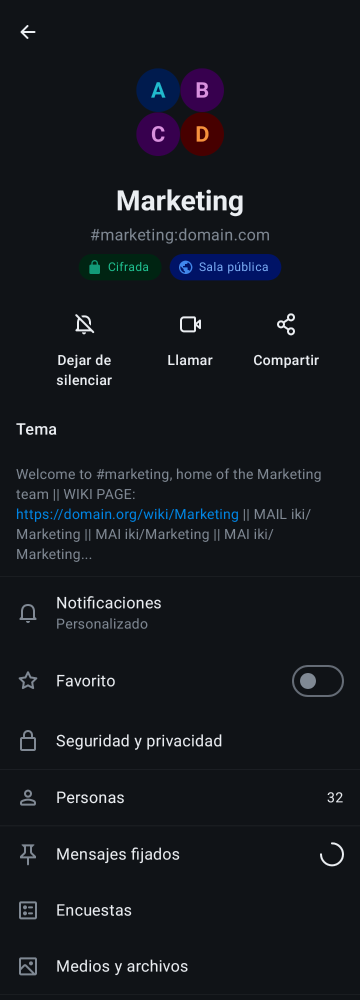 A B
C D
Marketing
#marketing:domain.com
Cifrada Sala pública
Dejar de silenciar Llamar Compartir
Tema
Welcome to #marketing, home of the Marketing
team || WIKI PAGE:
https://domain.org/wiki/Marketing || MAIL iki/
Marketing || MAI iki/Marketing || MAI iki/
Marketing...
Notificaciones
Personalizado
Favorito
Seguridad y privacidad
Personas 32
Mensajes fijados
Encuestas
Medios y archivos